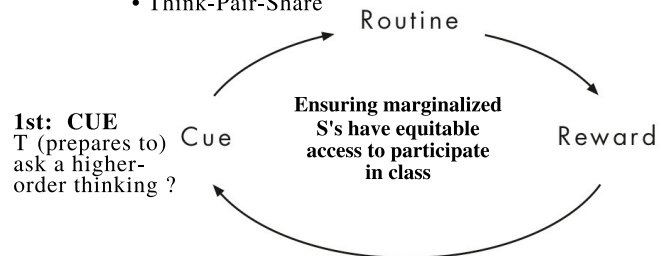 • Think-Pair-Share
Routine
1st: CUE
T (prepares to)
ask a higher-
order thinking ?
Cue
Ensuring marginalized
S's have equitable
access to participate
in class
Reward